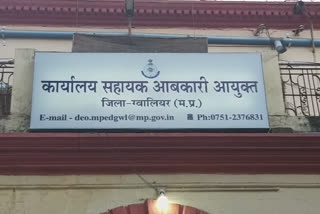 कार्यालय सहायक आबकारी आयुक्त
जिला-ग्वालियर (म.प्र.)
E-mail - deo.mpedgwl@mp.gov.in Ph:0751-2376831